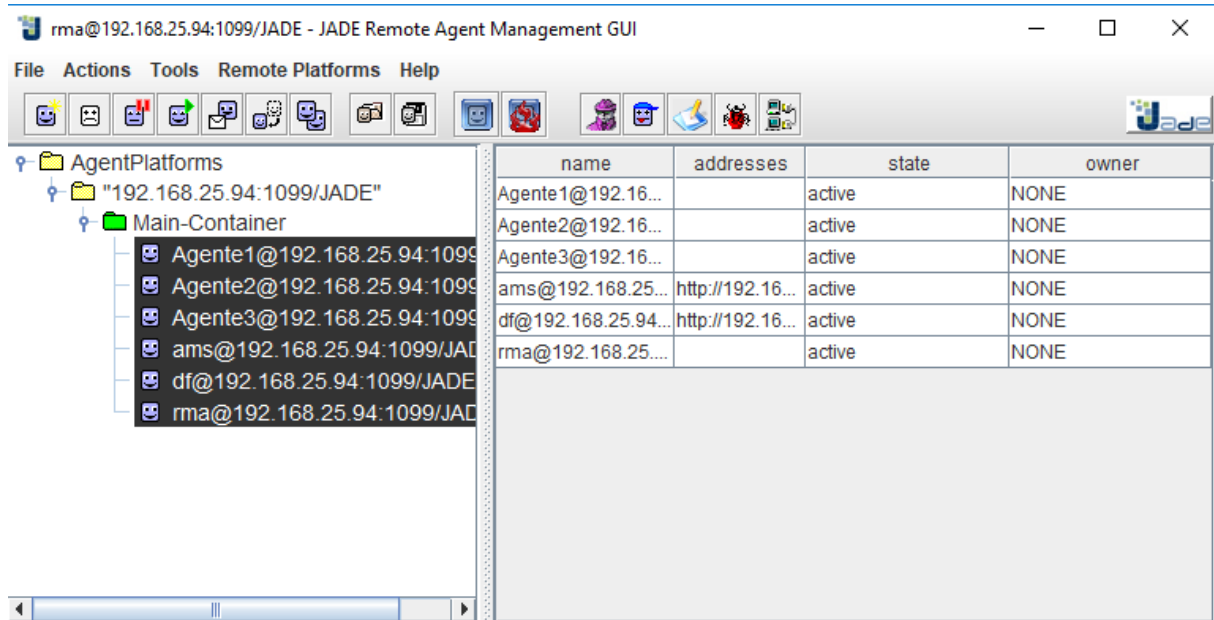 rma@192.168.25.94:1099/JADE - JADE Remote Agent Management GUI
File Actions Tools Remote Platforms Help
Jade
AgentPlatforms
"192.168.25.94:1099/JADE"
Main-Container
Agente1@192.168.25.94:1099
Agente2@192.168.25.94:1099
Agente3@192.168.25.94:1099
ams@192.168.25.94:1099/JAD
df@192.168.25.94:1099/JADE
rma@192.168.25.94:1099/JAD
name addresses state owner
Agente1@192.16... active NONE
Agente2@192.16... active NONE
Agente3@192.16... active NONE
ams@192.168.25... http://192.16... active NONE
df@192.168.25.94... http://192.16... active NONE
rma@192.168.25.... active NONE